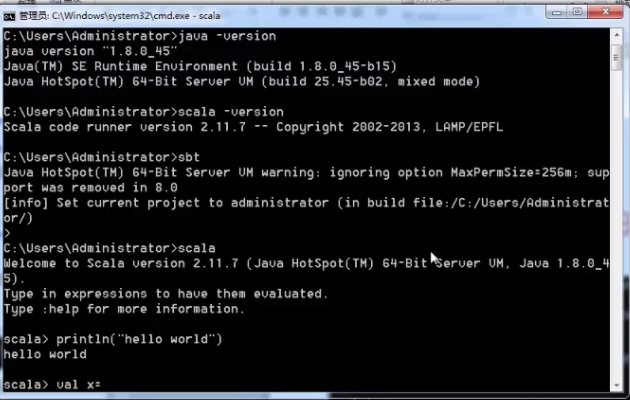 管理员: C:\Windows\system32\cmd.exe - scala
C:\Users\Administrator>java -version
java version "1.8.0_45"
Java(TM) SE Runtime Environment (build 1.8.0_45-b15)
Java HotSpot(TM) 64-Bit Server VM (build 25.45-b02, mixed mode)
C:\Users\Administrator>scala -version
Scala code runner version 2.11.7 -- Copyright 2002-2013, LAMP/EPFL
C:\Users\Administrator>sbt
Java HotSpot(TM) 64-Bit Server VM warning: ignoring option MaxPermSize=256m; sup
port was removed in 8.0
[info] Set current project to administrator (in build file:/C:/Users/Administrat
or/)
>
C:\Users\Administrator>scala
Welcome to Scala version 2.11.7 (Java HotSpot(TM) 64-Bit Server VM, Java 1.8.0_4
5).
Type in expressions to have them evaluated.
Type :help for more information.
scala> println("hello world")
hello world
scala> val x=